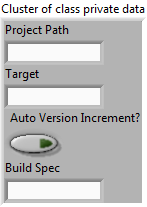 Cluster of class private data
Project Path
Target
Auto Version Increment?
Build Spec